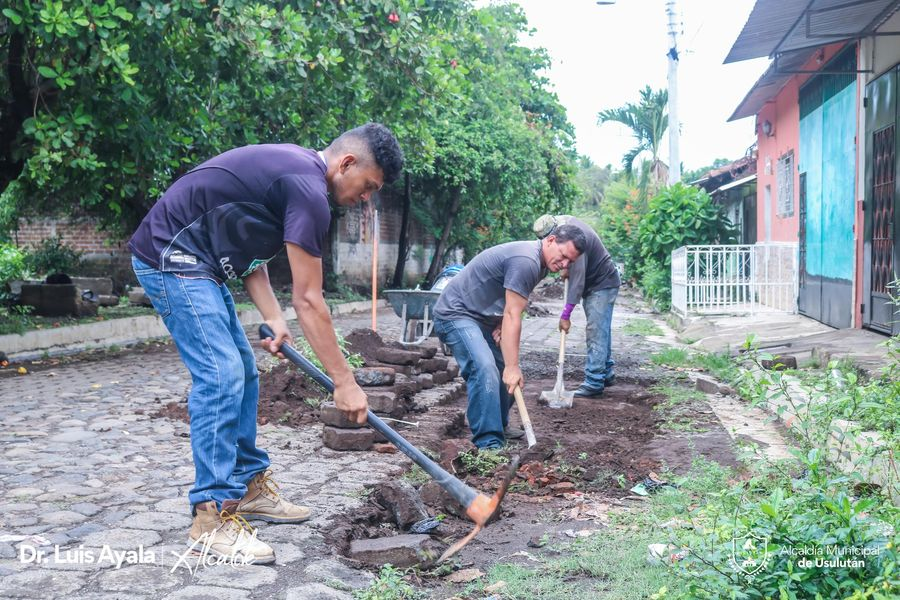 Dr. Luis Ayala | Alcalde
Alcaldía Municipal
de Usulután